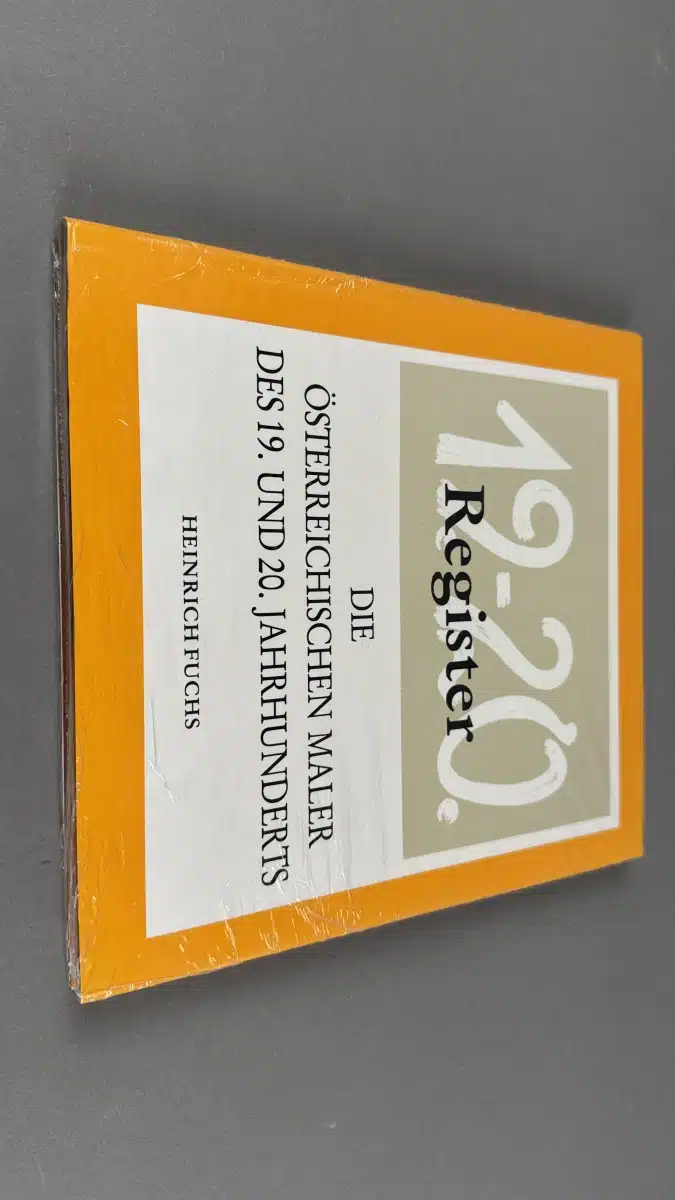 19-20.
Register
DIE
ÖSTERREICHISCHEN MALER
DES 19. UND 20. JAHRHUNDERTS
HEINRICH FUCHS